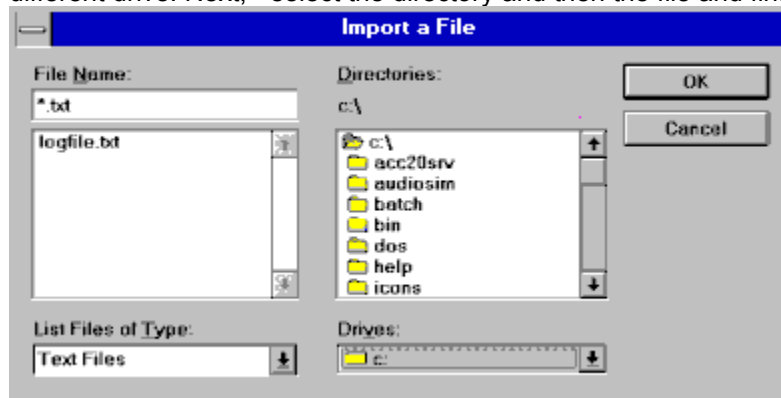 different drive. Next, select the directory and then the file and fin
Import a File
File Name:
*.txt
logfile.txt
List Files of Type:
Text Files
Directories:
c:\
c:\
acc20srv
audiosim
batch
bin
dos
help
icons
Drives:
c:
OK
Cancel